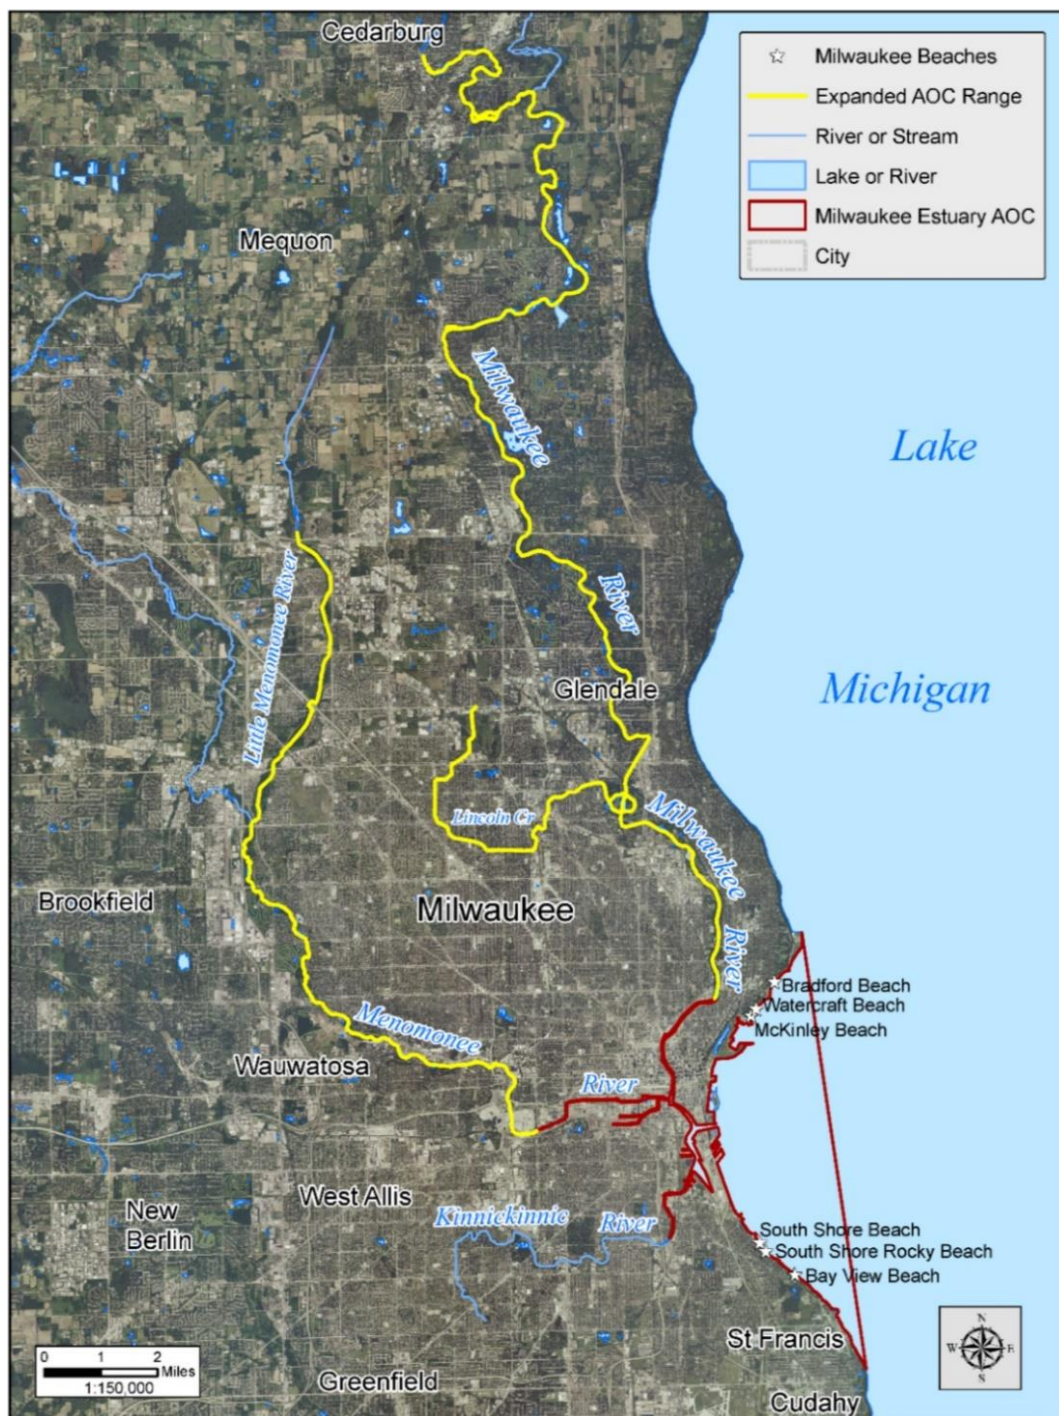 Cedarburg
Milwaukee Beaches
Expanded AOC Range
River or Stream
Lake or River
Milwaukee Estuary AOC
City
Mequon
Milwaukee
River
Lake
Michigan
Little Menomonee River
Glendale
Lincoln Cr
Milwaukee
River
Brookfield
Milwaukee
Bradford Beach
Watercraft Beach
McKinley Beach
Menomonee
River
Wauwatosa
West Allis
New
Berlin
Kinnickinnic River
South Shore Beach
South Shore Rocky Beach
Bay View Beach
St Francis
N
W E
S
0 1 2
Miles
1:150,000
Greenfield
Cudahy